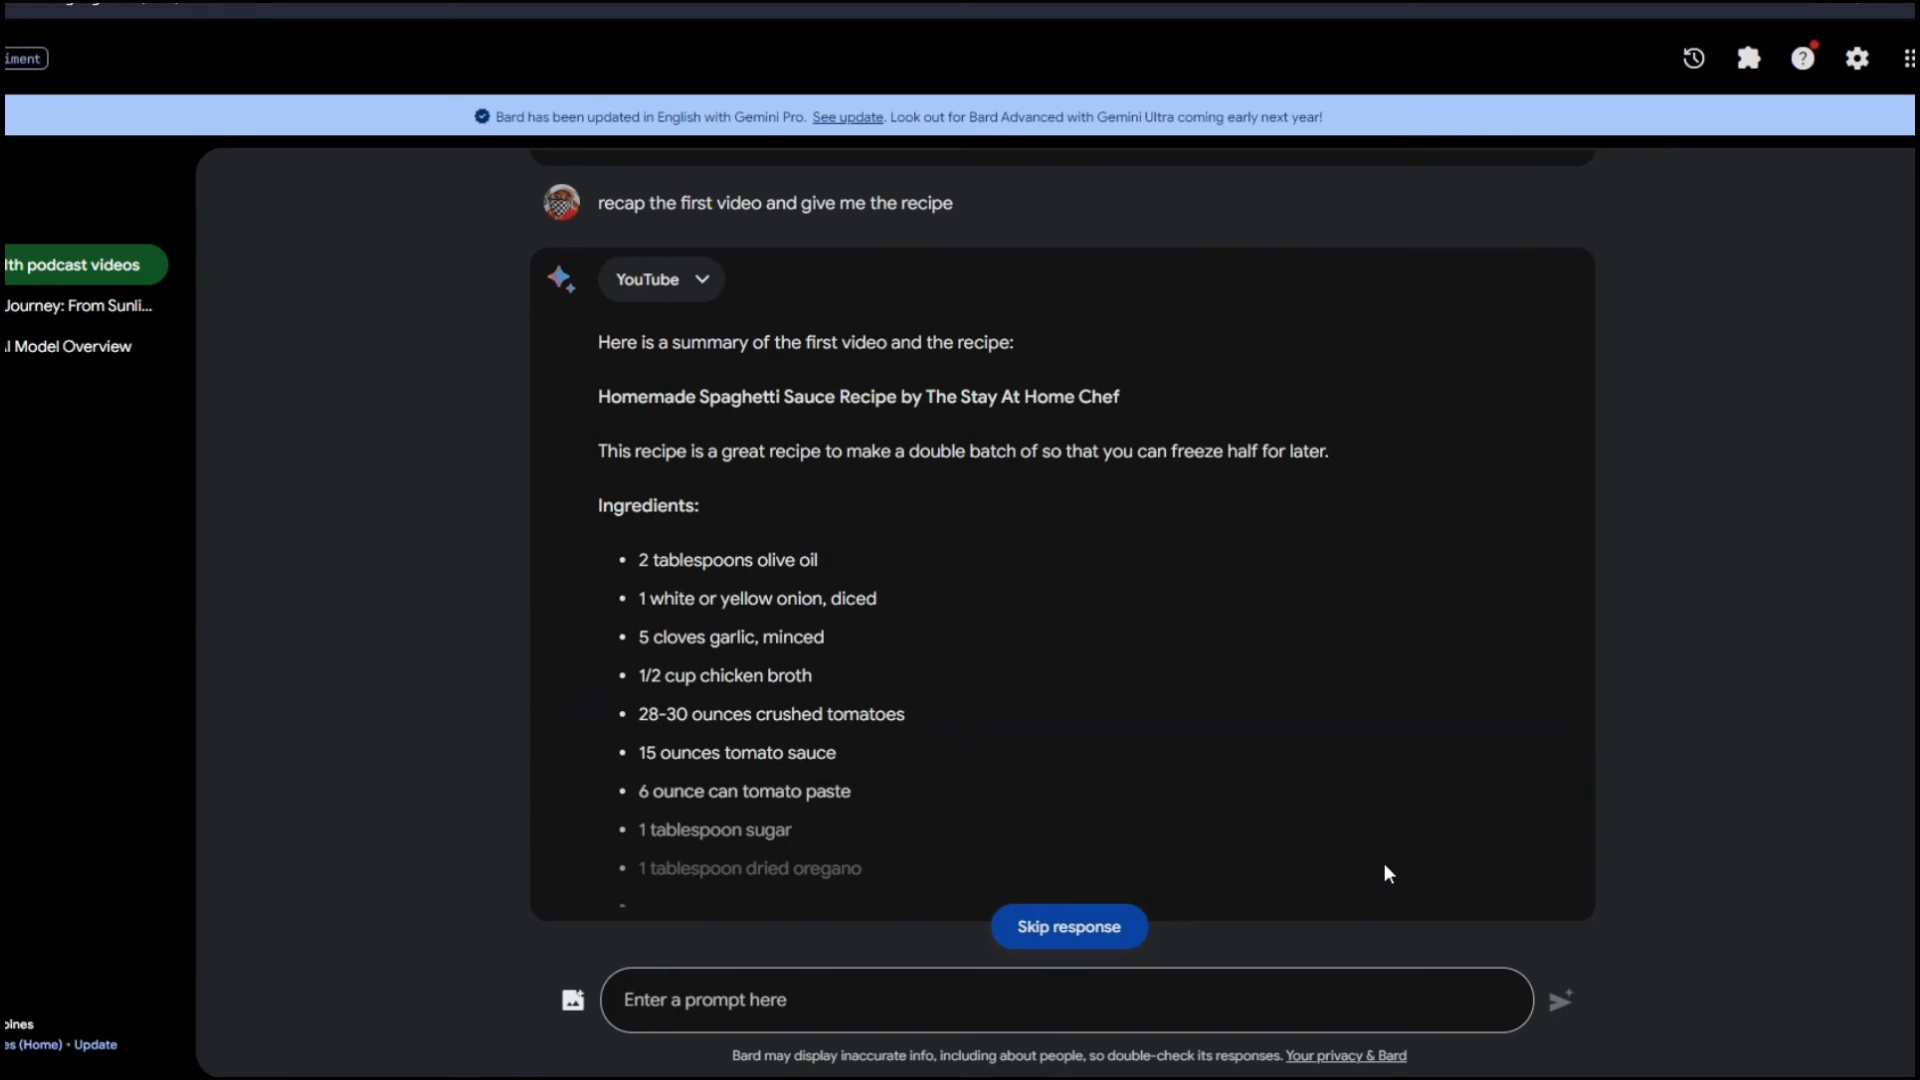 iment
Bard has been updated in English with Gemini Pro. See update. Look out for Bard Advanced with Gemini Ultra coming early next year!
recap the first video and give me the recipe
lth podcast videos
Journey: From Sunli...
AI Model Overview
YouTube
Here is a summary of the first video and the recipe:
Homemade Spaghetti Sauce Recipe by The Stay At Home Chef
This recipe is a great recipe to make a double batch of so that you can freeze half for later.
Ingredients:
• 2 tablespoons olive oil
• 1 white or yellow onion, diced
• 5 cloves garlic, minced
• 1/2 cup chicken broth
• 28-30 ounces crushed tomatoes
• 15 ounces tomato sauce
• 6 ounce can tomato paste
• 1 tablespoon sugar
• 1 tablespoon dried oregano
Skip response
Enter a prompt here
pines
es (Home) • Update
Bard may display inaccurate info, including about people, so double-check its responses. Your privacy & Bard